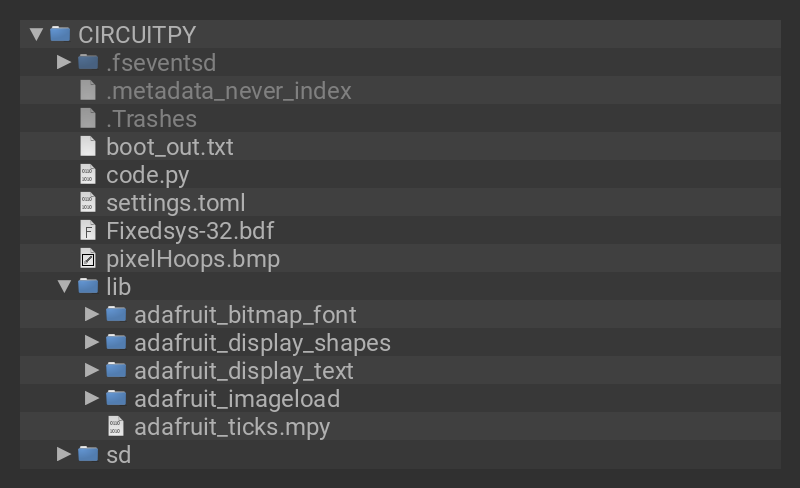 CIRCUITPY
.fseventsd
.metadata_never_index
.Trashes
boot_out.txt
code.py
settings.toml
Fixedsys-32.bdf
pixelHoops.bmp
lib
adafruit_bitmap_font
adafruit_display_shapes
adafruit_display_text
adafruit_imageload
adafruit_ticks.mpy
sd